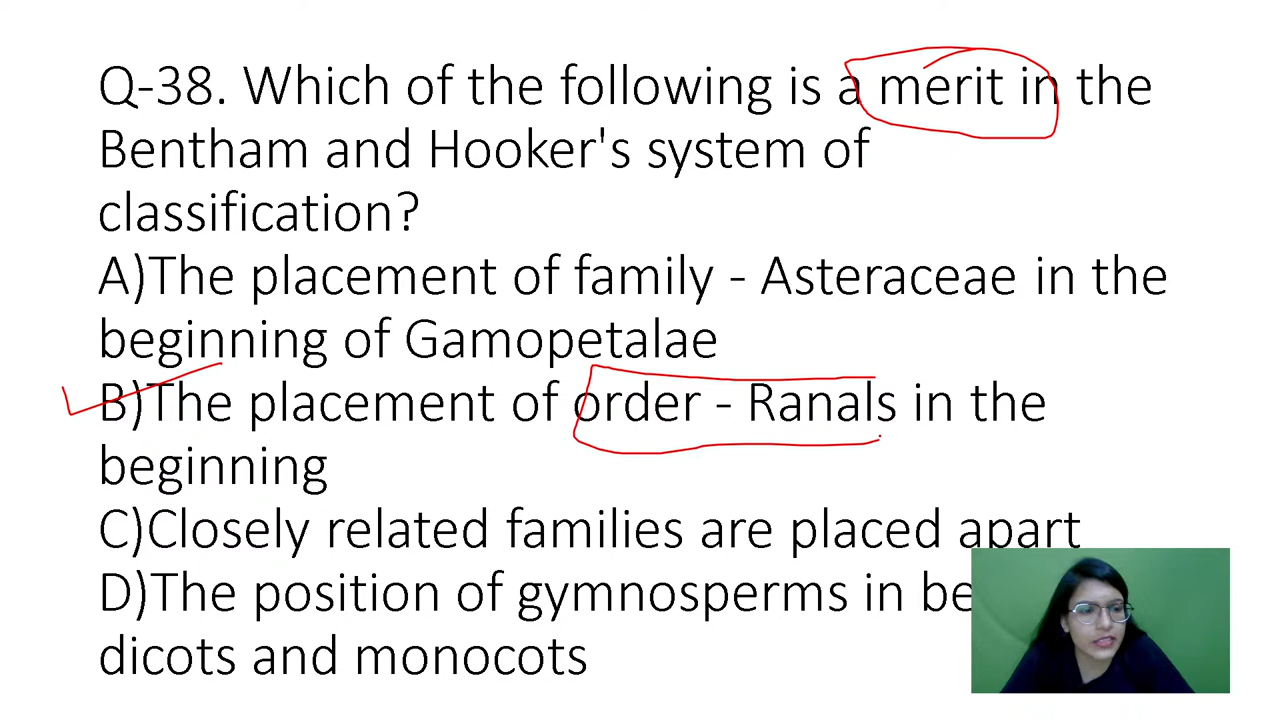 Q-38. Which of the following is a merit in the
Bentham and Hooker's system of
classification?
A)The placement of family - Asteraceae in the
beginning of Gamopetalae
B)The placement of order - Ranals in the
beginning
C)Closely related families are placed apart
D)The position of gymnosperms in be
dicots and monocots